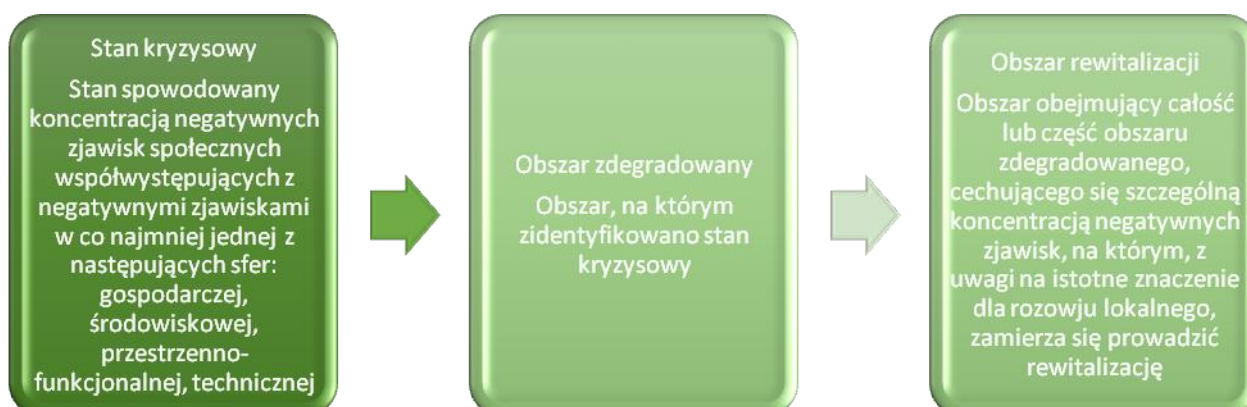 Stan kryzysowy
Stan spowodowany
koncentracją negatywnych
zjawisk społecznych
współwystępujących z
negatywnymi zjawiskami
w co najmniej jednej z
następujących sfer:
gospodarczej,
środowiskowej,
przestrzenno-
funkcjonalnej, technicznej
Obszar zdegradowany
Obszar, na którym
zidentyfikowano stan
kryzysowy
Obszar rewitalizacji
Obszar obejmujący całość
lub część obszaru
zdegradowanego,
cechującego się szczególną
koncentracją negatywnych
zjawisk, na którym, z
uwagi na istotne znaczenie
dla rozowju lokalnego,
zamierza się prowadzić
rewitalizację